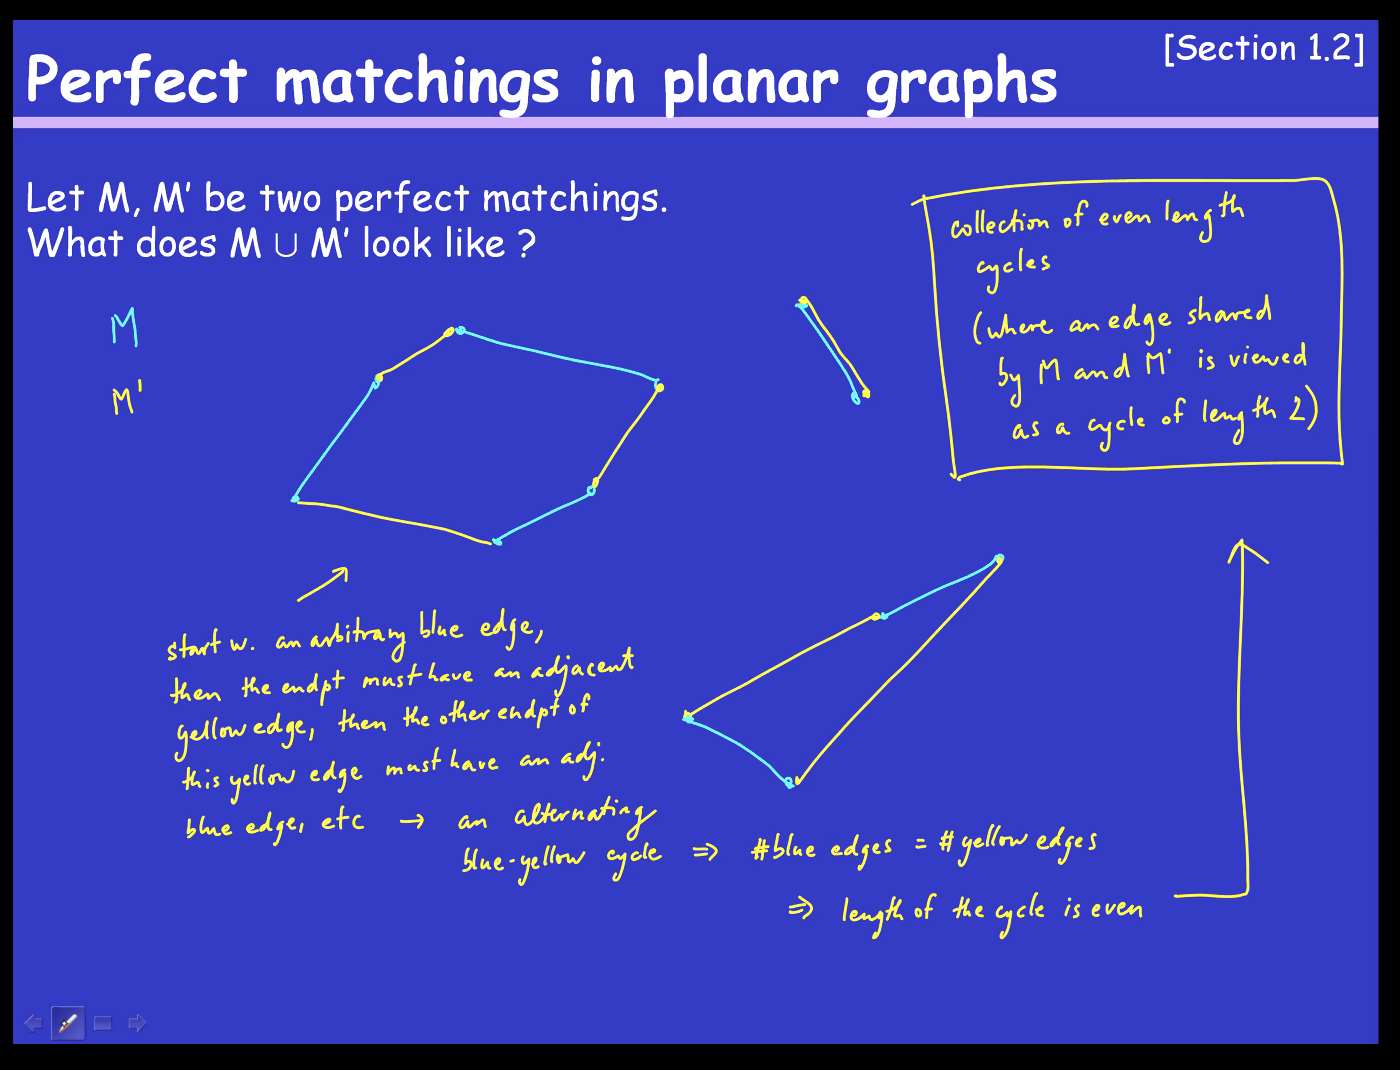 [Section 1.2]
Perfect matchings in planar graphs
Let M, M' be two perfect matchings.
What does M ∪ M' look like ?
M
M'
collection of even length
cycles
(where an edge shared
by M and M' is viewed
as a cycle of length 2)
start w. an arbitrary blue edge,
then the endpt must have an adjacent
yellow edge, then the other endpt of
this yellow edge must have an adj.
blue edge, etc → an alternating
blue-yellow cycle ⇒ #blue edges = #yellow edges
⇒ length of the cycle is even